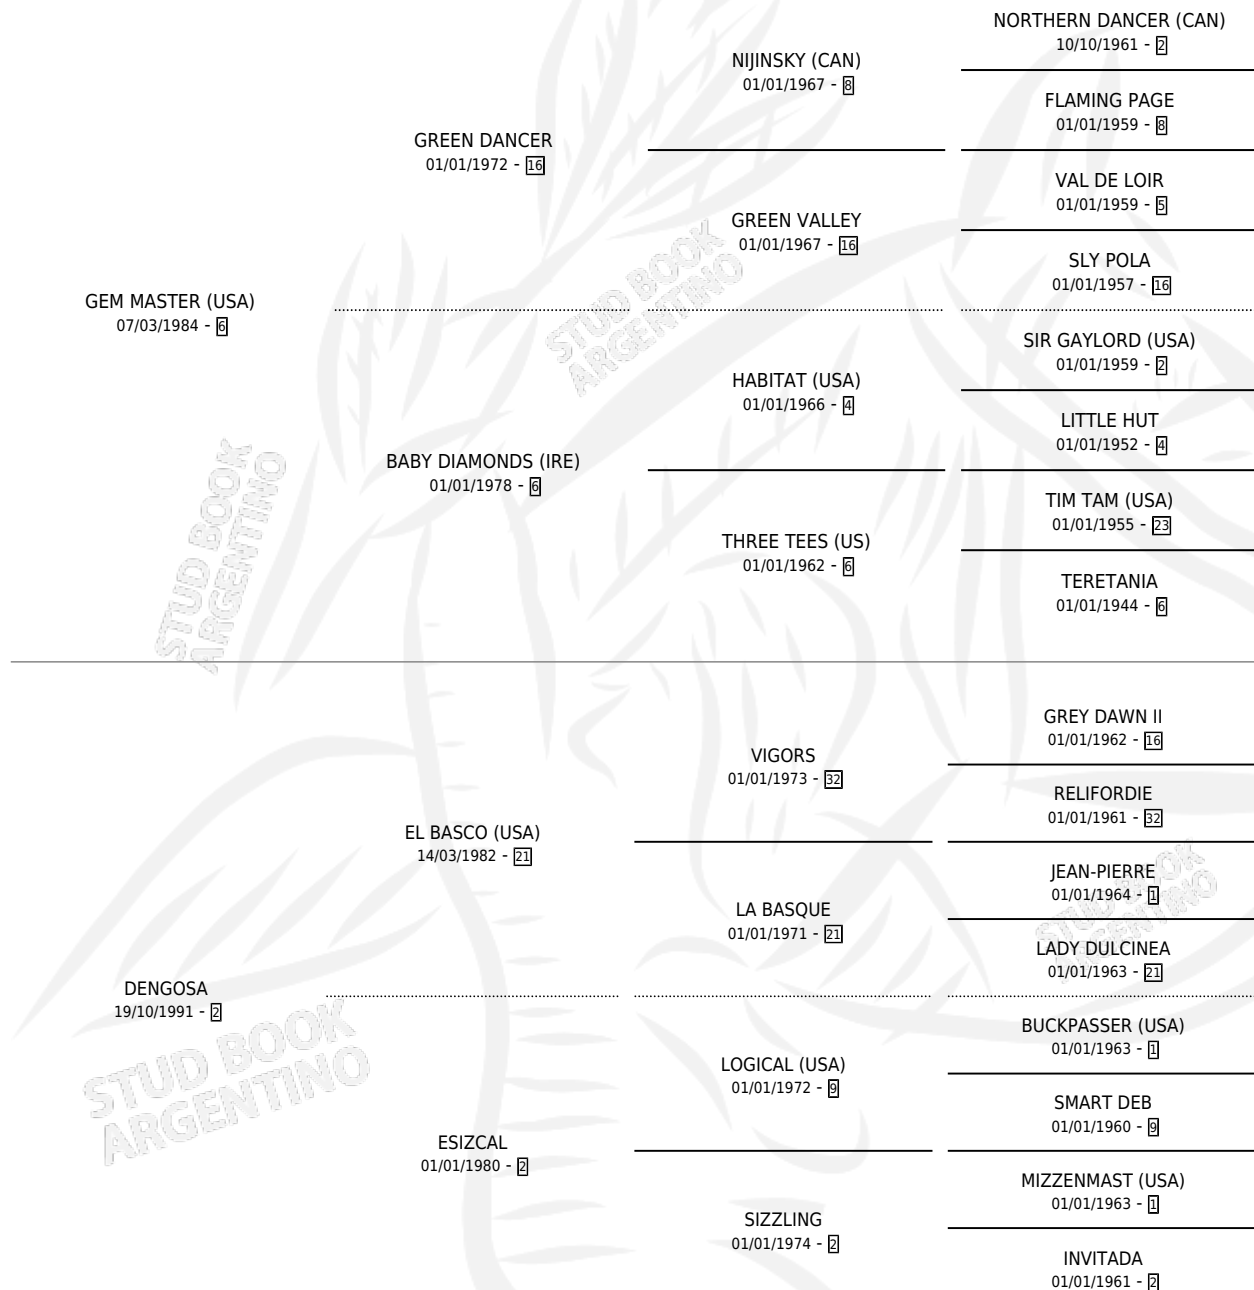 NORTHERN DANCER (CAN)
10/10/1961 - 2
NIJINSKY (CAN)
01/01/1967 - 8
FLAMING PAGE
01/01/1959 - 8
GREEN DANCER
01/01/1972 - 16
VAL DE LOIR
01/01/1959 - 5
GREEN VALLEY
01/01/1967 - 16
SLY POLA
01/01/1957 - 16
GEM MASTER (USA)
07/03/1984 - 6
STUD BOOK
ARGENTINO
SIR GAYLORD (USA)
01/01/1959 - 2
HABITAT (USA)
01/01/1966 - 4
LITTLE HUT
01/01/1952 - 4
BABY DIAMONDS (IRE)
01/01/1978 - 6
TIM TAM (USA)
01/01/1955 - 23
THREE TEES (US)
01/01/1962 - 6
TERETANIA
01/01/1944 - 6
STUD BOOK
ARGENTINO
GREY DAWN II
01/01/1962 - 16
VIGORS
01/01/1973 - 32
RELIFORDIE
01/01/1961 - 32
EL BASCO (USA)
14/03/1982 - 21
JEAN-PIERRE
01/01/1964 - 1
STUD BOOK
ARGENTINO
LA BASQUE
01/01/1971 - 21
LADY DULCINEA
01/01/1963 - 21
DENGOSA
19/10/1991 - 2
STUD BOOK
ARGENTINO
BUCKPASSER (USA)
01/01/1963 - 1
LOGICAL (USA)
01/01/1972 - 9
SMART DEB
01/01/1960 - 9
ESIZCAL
01/01/1980 - 2
MIZZENMAST (USA)
01/01/1963 - 1
SIZZLING
01/01/1974 - 2
INVITADA
01/01/1961 - 2